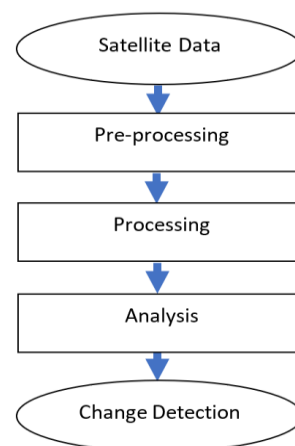 Satellite Data
Pre-processing
Processing
Analysis
Change Detection